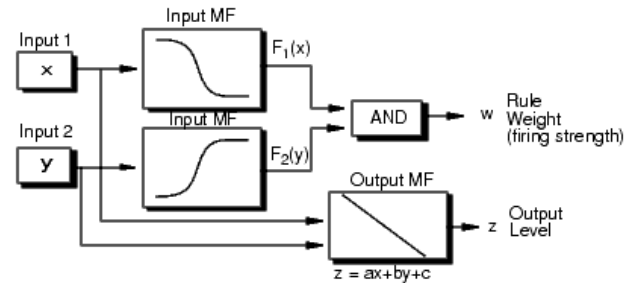 Input MF
Input 1
x
F1(x)
Input MF
AND
w
Rule
Weight
(firing strength)
Input 2
y
F2(y)
Output MF
z
Output
Level
z = ax+by+c